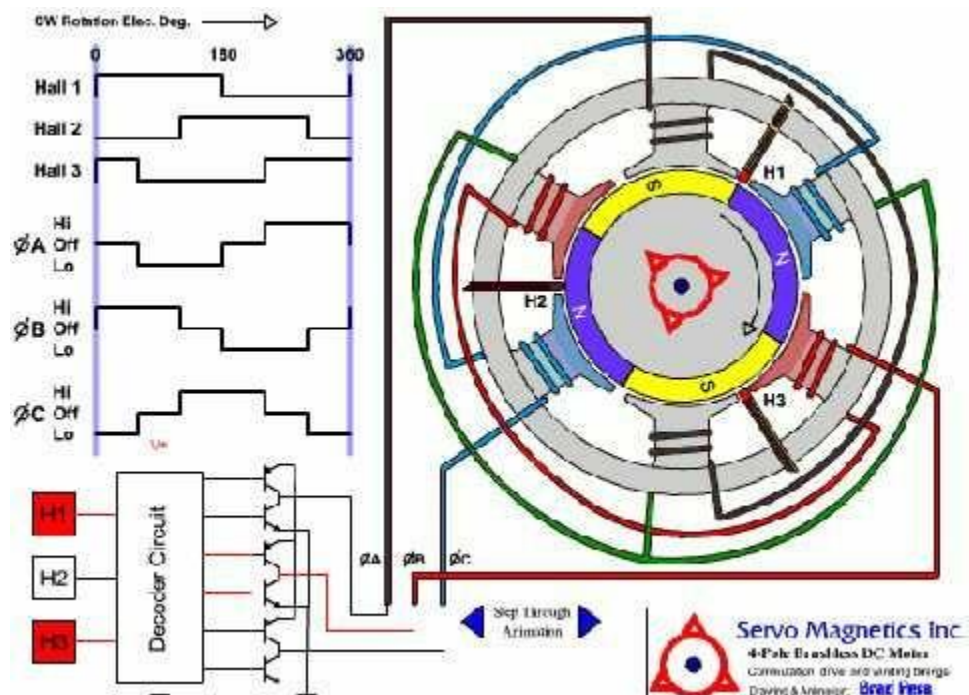 CW Rotation Elec. Deg.
0 180 360
Hall 1
Hall 2
Hall 3
Hi
ØA Off
Lo
Hi
ØB Off
Lo
Hi
ØC Off
Lo
S
N
N
S
H1
H2
H3
H1
H2
H3
Decoder Circuit
ØA ØB ØC
Step Through
Animation
Servo Magnetics Inc.
4-Pole Brushless DC Motor
Commutation drive and winding timings
Drawing & Animation: